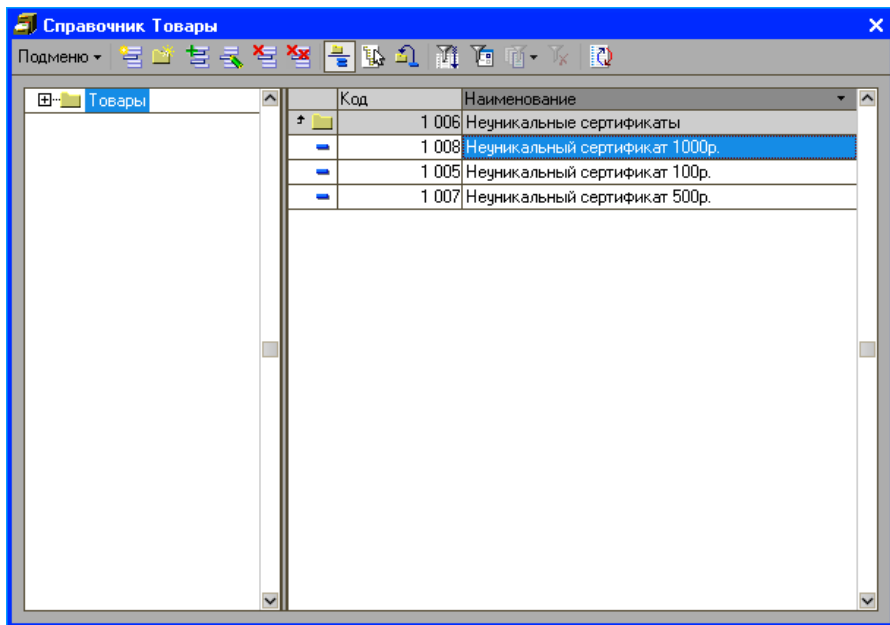 Справочник Товары
Подменю
Товары
Код Наименование
1 006 Неуникальные сертификаты
1 008 Неуникальный сертификат 1000р.
1 005 Неуникальный сертификат 100р.
1 007 Неуникальный сертификат 500р.